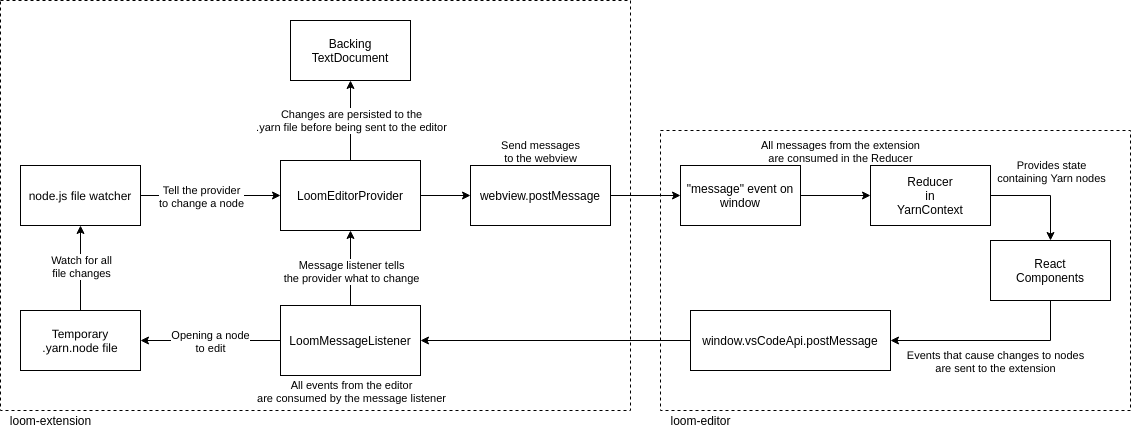 Backing
TextDocument
Changes are persisted to the
.yarn file before being sent to the editor
Send messages
to the webview
All messages from the extension
are consumed in the Reducer
Provides state
containing Yarn nodes
node.js file watcher
Tell the provider
to change a node
LoomEditorProvider
webview.postMessage
"message" event on
window
Reducer
in
YarnContext
Watch for all
file changes
Message listener tells
the provider what to change
React
Components
Temporary
.yarn.node file
Opening a node
to edit
LoomMessageListener
window.vsCodeApi.postMessage
Events that cause changes to nodes
are sent to the extension
All events from the editor
are consumed by the message listener
loom-extension
loom-editor